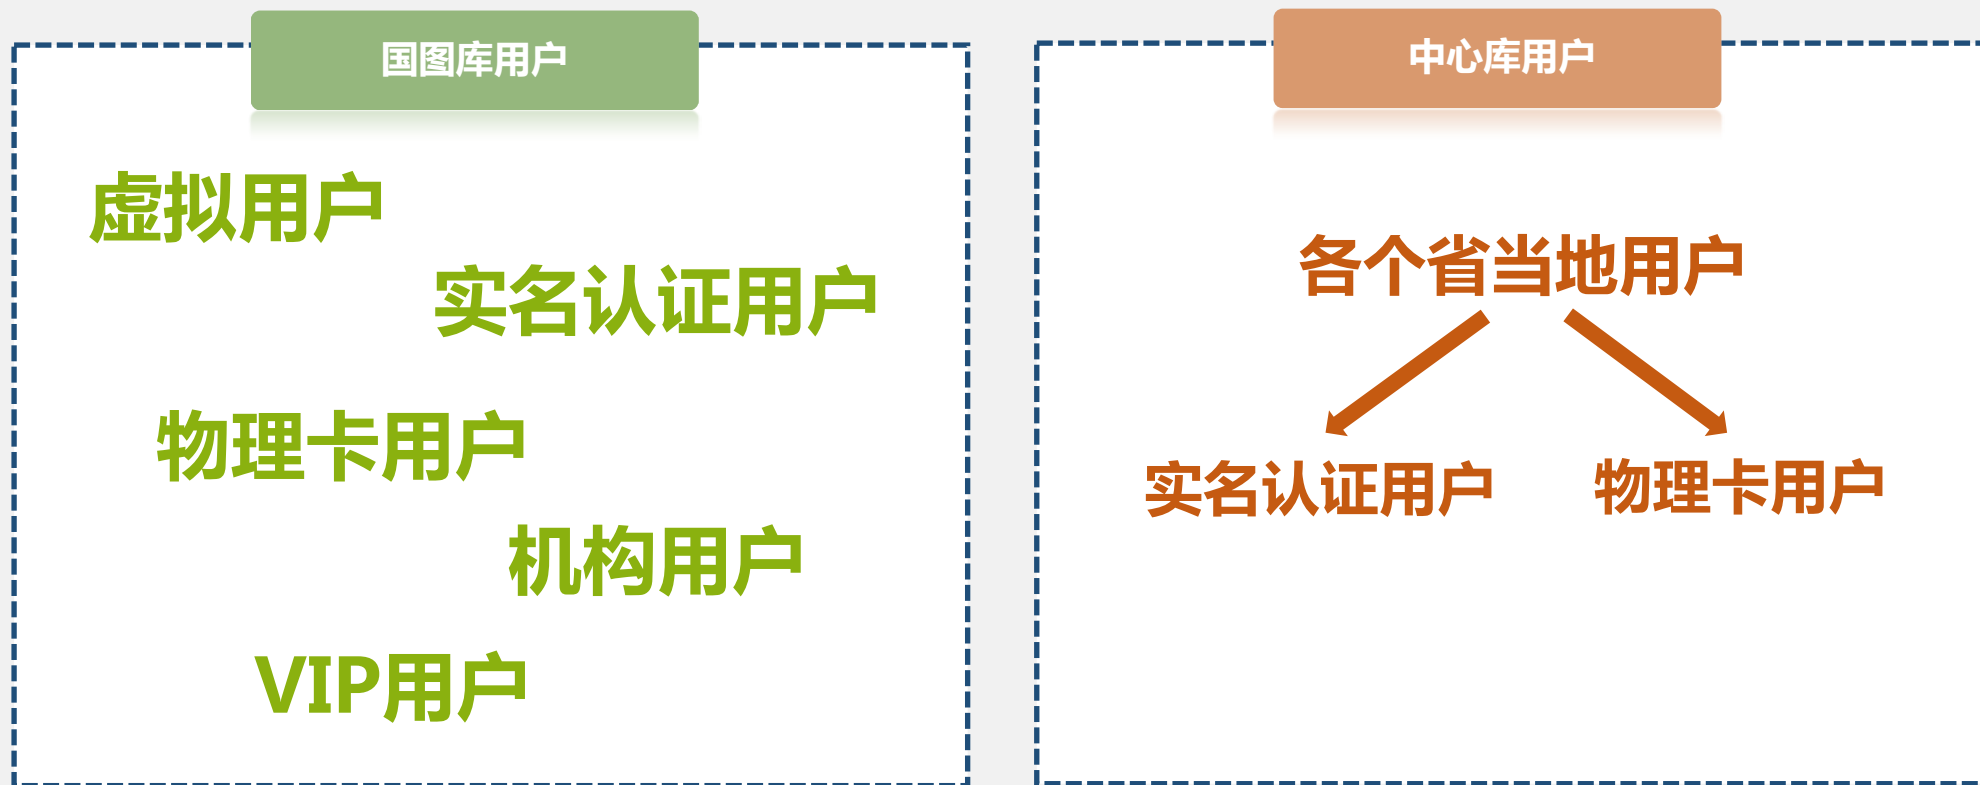 国图库用户
虚拟用户
实名认证用户
物理卡用户
机构用户
VIP用户
中心库用户
各个省当地用户
实名认证用户
物理卡用户